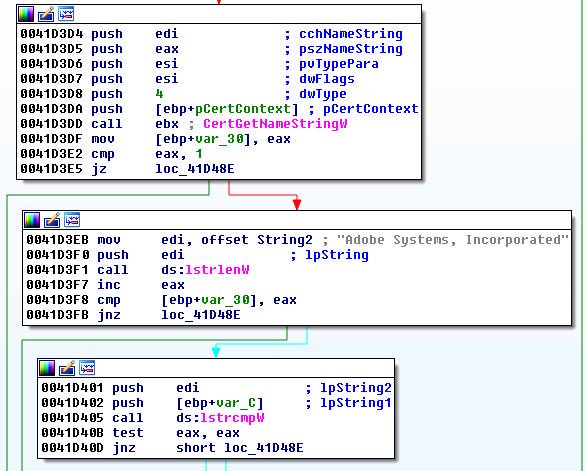 0041D3D4 push edi ; cchNameString
0041D3D5 push eax ; pszNameString
0041D3D6 push esi ; pvTypePara
0041D3D7 push esi ; dwFlags
0041D3D8 push 4 ; dwType
0041D3DA push [ebp+pCertContext] ; pCertContext
0041D3DD call ebx ; CertGetNameStringW
0041D3DF mov [ebp+var_30], eax
0041D3E2 cmp eax, 1
0041D3E5 jz loc_41D48E
0041D3EB mov edi, offset String2 ; "Adobe Systems, Incorporated"
0041D3F0 push edi ; lpString
0041D3F1 call ds:lstrlenW
0041D3F7 inc eax
0041D3F8 cmp [ebp+var_30], eax
0041D3FB jnz loc_41D48E
0041D401 push edi ; lpString2
0041D402 push [ebp+var_C] ; lpString1
0041D405 call ds:lstrcmpW
0041D40B test eax, eax
0041D40D jnz short loc_41D48E